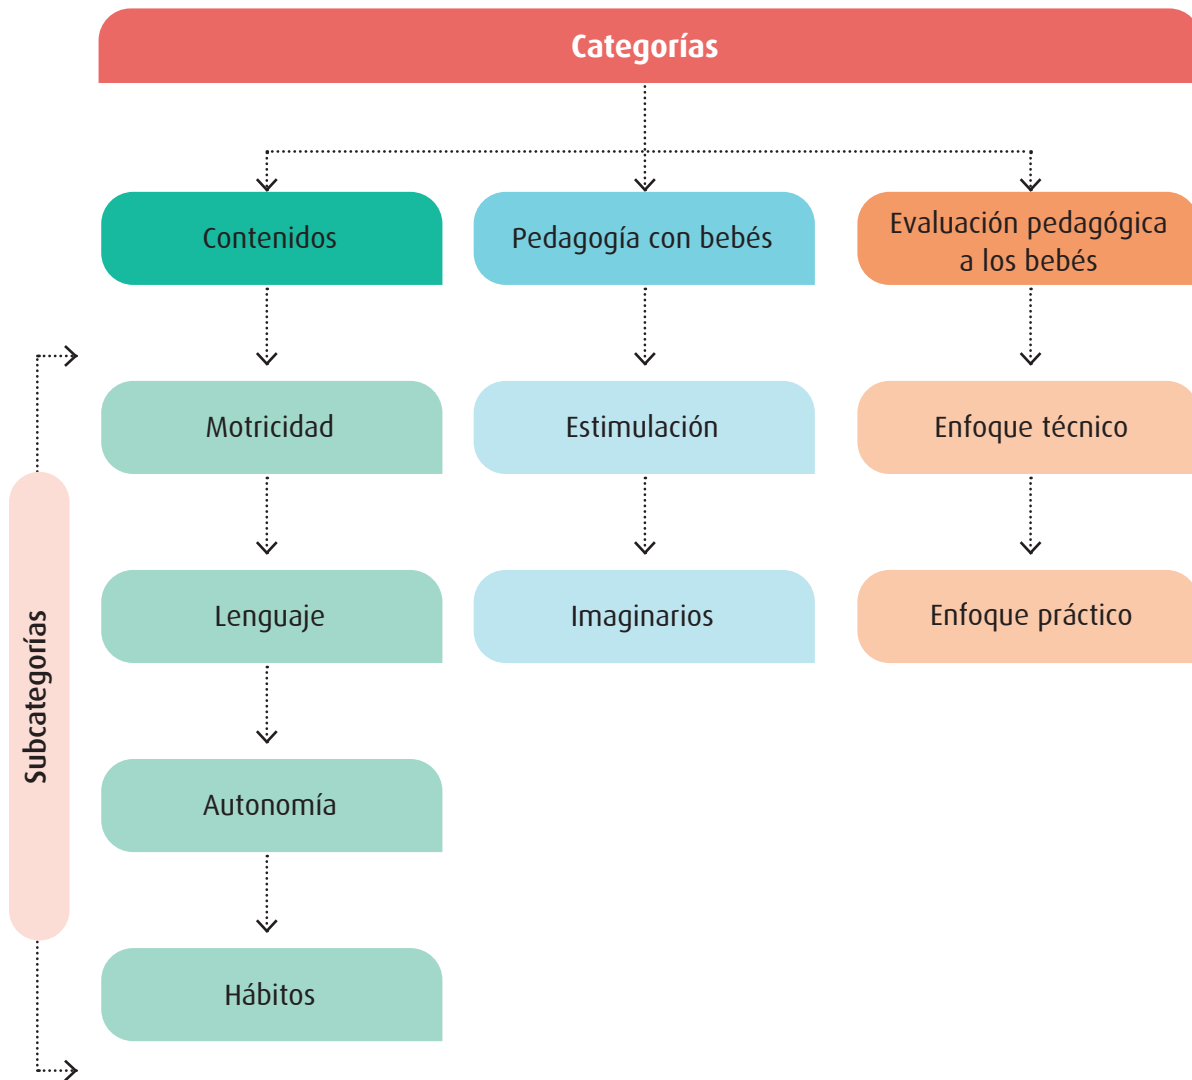 Categorías
Contenidos
Pedagogía con bebés
Evaluación pedagógica
a los bebés
Subcategorías
Motricidad
Estimulación
Enfoque técnico
Lenguaje
Imaginarios
Enfoque práctico
Autonomía
Hábitos